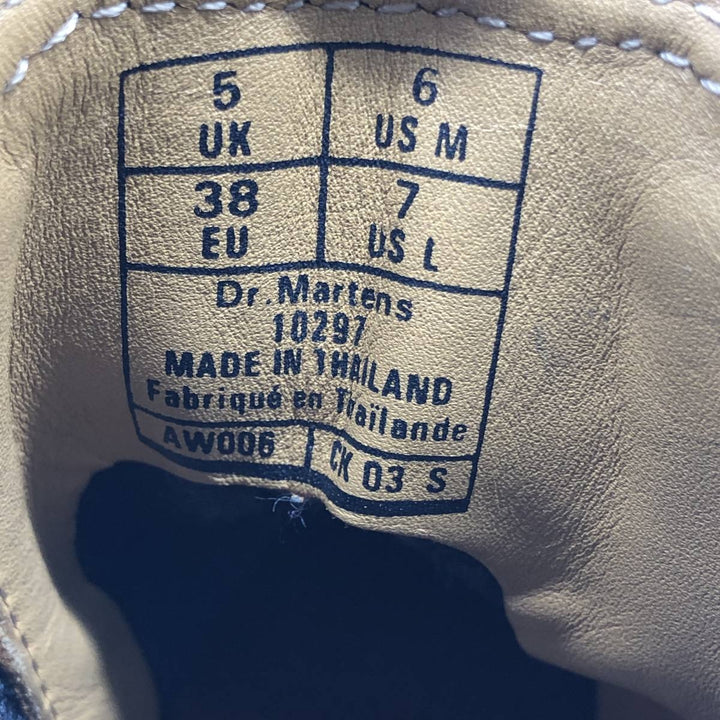 5 6
UK US M
38 7
EU US L
Dr. Martens
10297
MADE IN THAILAND
Fabriqué en Thaïlande
AW006 CK 03 S